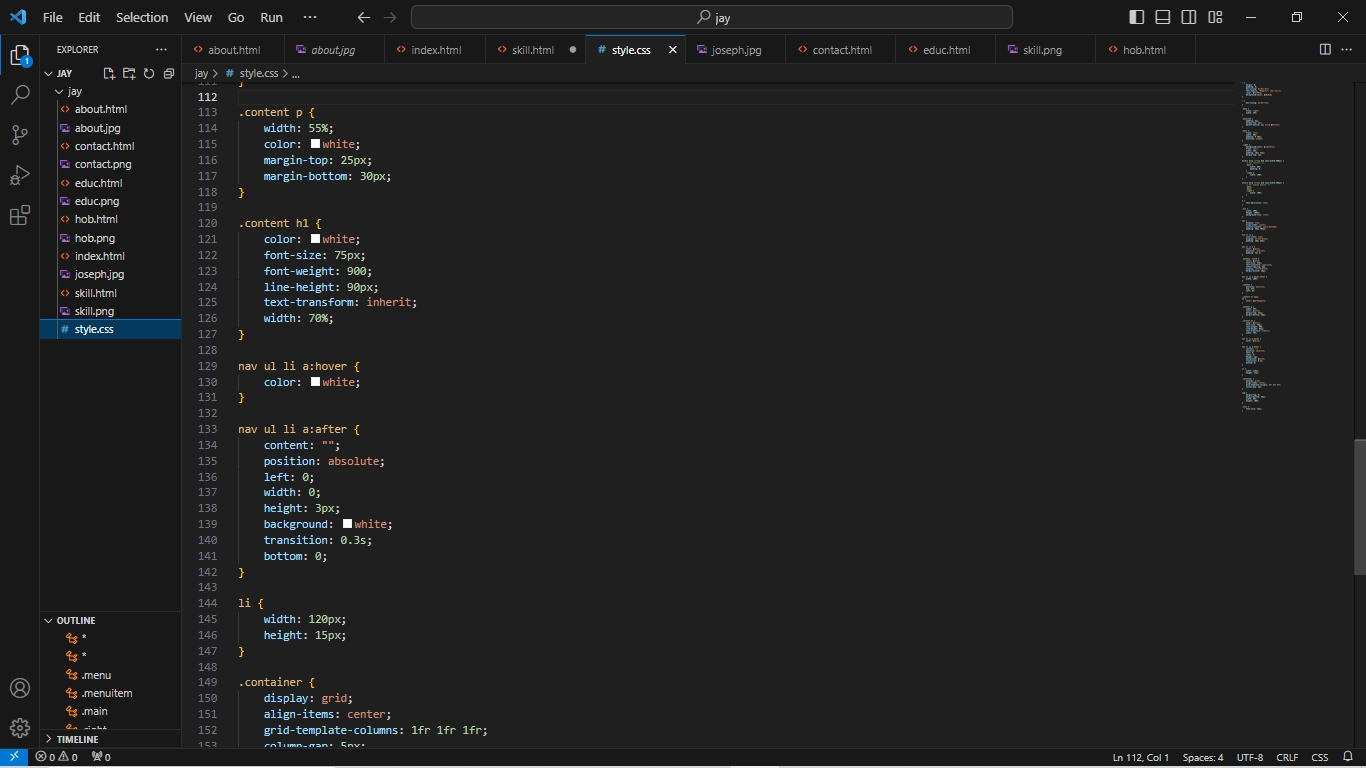 File Edit Selection View Go Run ···
jay
EXPLORER ···
about.html about.jpg index.html skill.html style.css joseph.jpg contact.html educ.html skill.png hob.html ···
JAY
jay > # style.css > ...
jay
about.html
about.jpg
contact.html
contact.png
educ.html
educ.png
hob.html
hob.png
index.html
joseph.jpg
skill.html
skill.png
# style.css
112
113 .content p {
114     width: 55%;
115     color: white;
116     margin-top: 25px;
117     margin-bottom: 30px;
118 }
119
120 .content h1 {
121     color: white;
122     font-size: 75px;
123     font-weight: 900;
124     line-height: 90px;
125     text-transform: inherit;
126     width: 70%;
127 }
128
129 nav ul li a:hover {
130     color: white;
131 }
132
133 nav ul li a:after {
134     content: "";
135     position: absolute;
136     left: 0;
137     width: 0;
138     height: 3px;
139     background: white;
140     transition: 0.3s;
141     bottom: 0;
142 }
143
144 li {
145     width: 120px;
146     height: 15px;
147 }
148
149 .container {
150     display: grid;
151     align-items: center;
152     grid-template-columns: 1fr 1fr 1fr;
153     column-gap: 5px;
OUTLINE
*
*
.menu
.menuitem
.main
.right
TIMELINE
1
0 0 0 Ln 112, Col 1 Spaces: 4 UTF-8 CRLF CSS